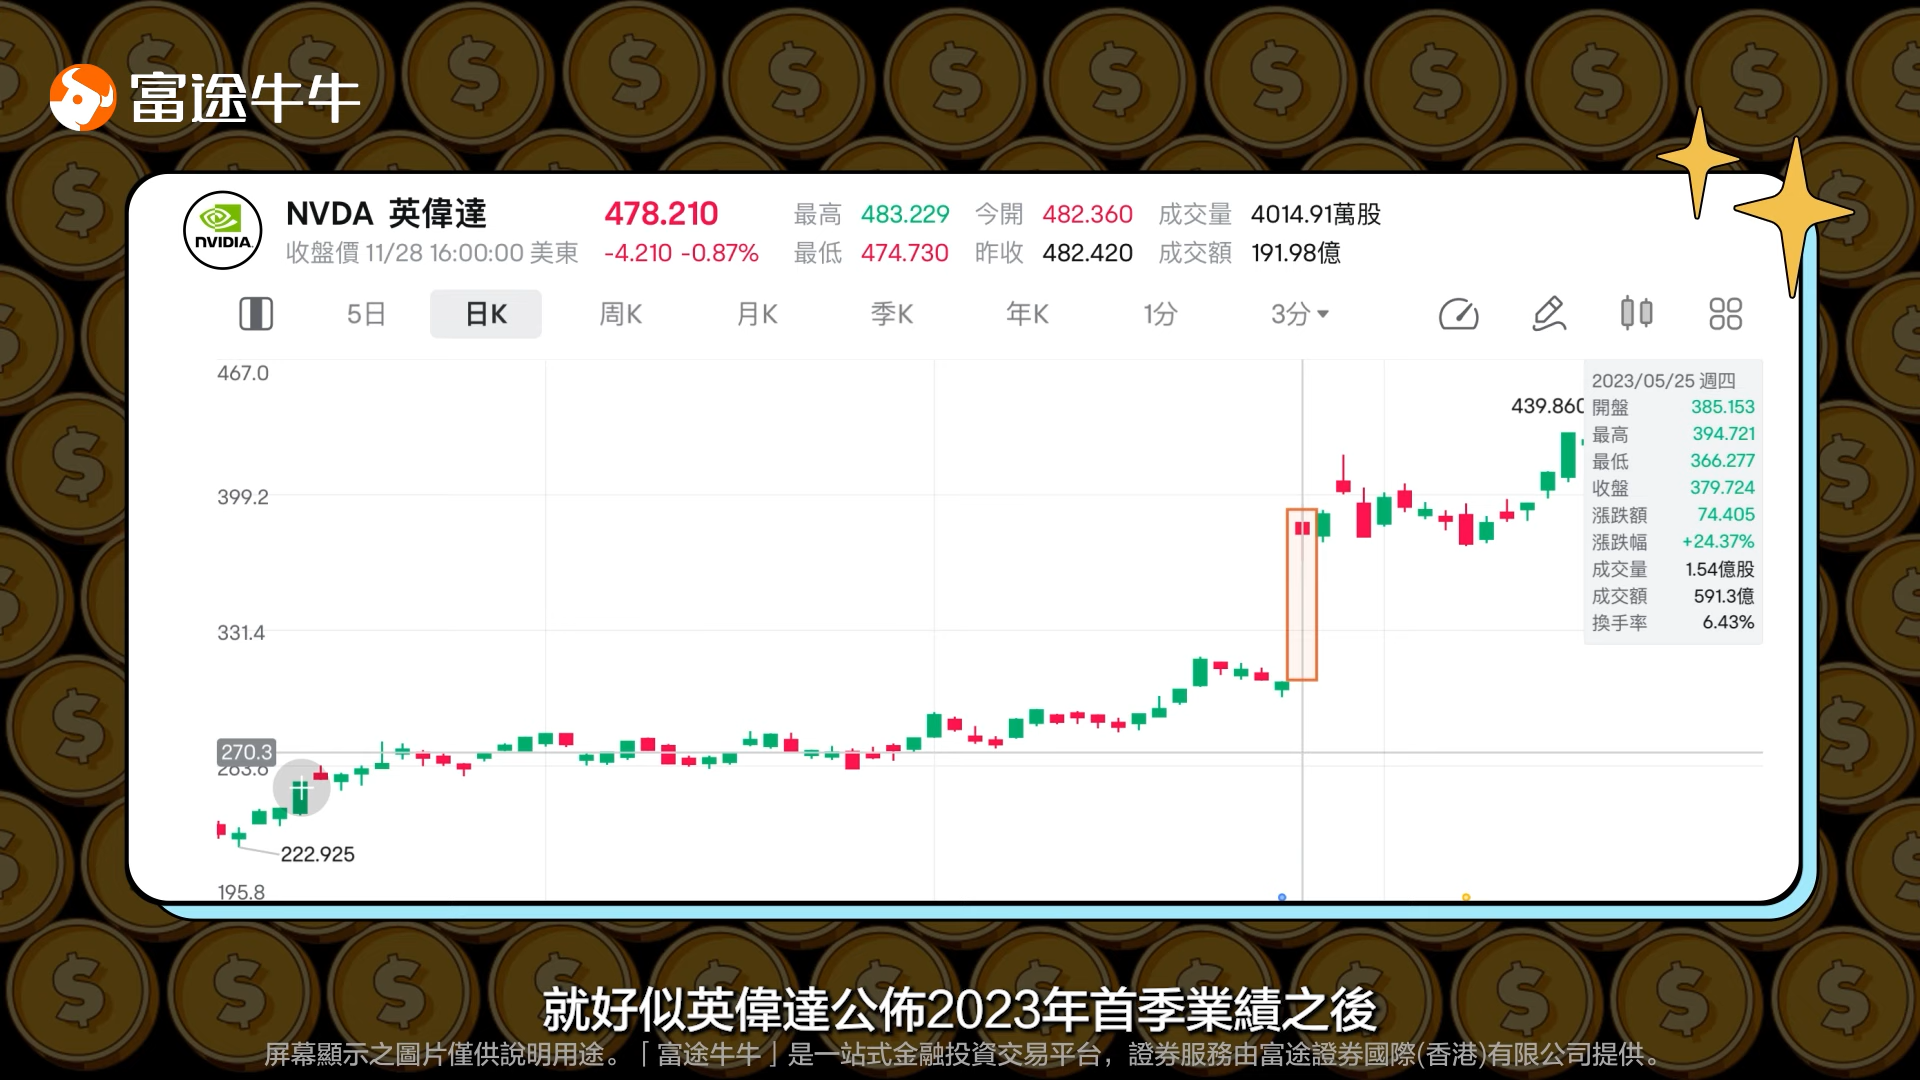 富途牛牛
NVIDIA
NVDA 英偉達 478.210 最高 483.229 今開 482.360 成交量 4014.91萬股
收盤價 11/28 16:00:00 美東 -4.210 -0.87% 最低 474.730 昨收 482.420 成交額 191.98億
5日 日K 周K 月K 季K 年K 1分 3分
467.0
399.2
331.4
270.3
263.6
195.8
222.925
439.860
2023/05/25 週四
開盤 385.153
最高 394.721
最低 366.277
收盤 379.724
漲跌額 74.405
漲跌幅 +24.37%
成交量 1.54億股
成交額 591.3億
換手率 6.43%
就好似英偉達公佈2023年首季業績之後
屏幕顯示之圖片僅供說明用途。「富途牛牛」是一站式金融投資交易平台，證券服務由富途證券國際(香港)有限公司提供。